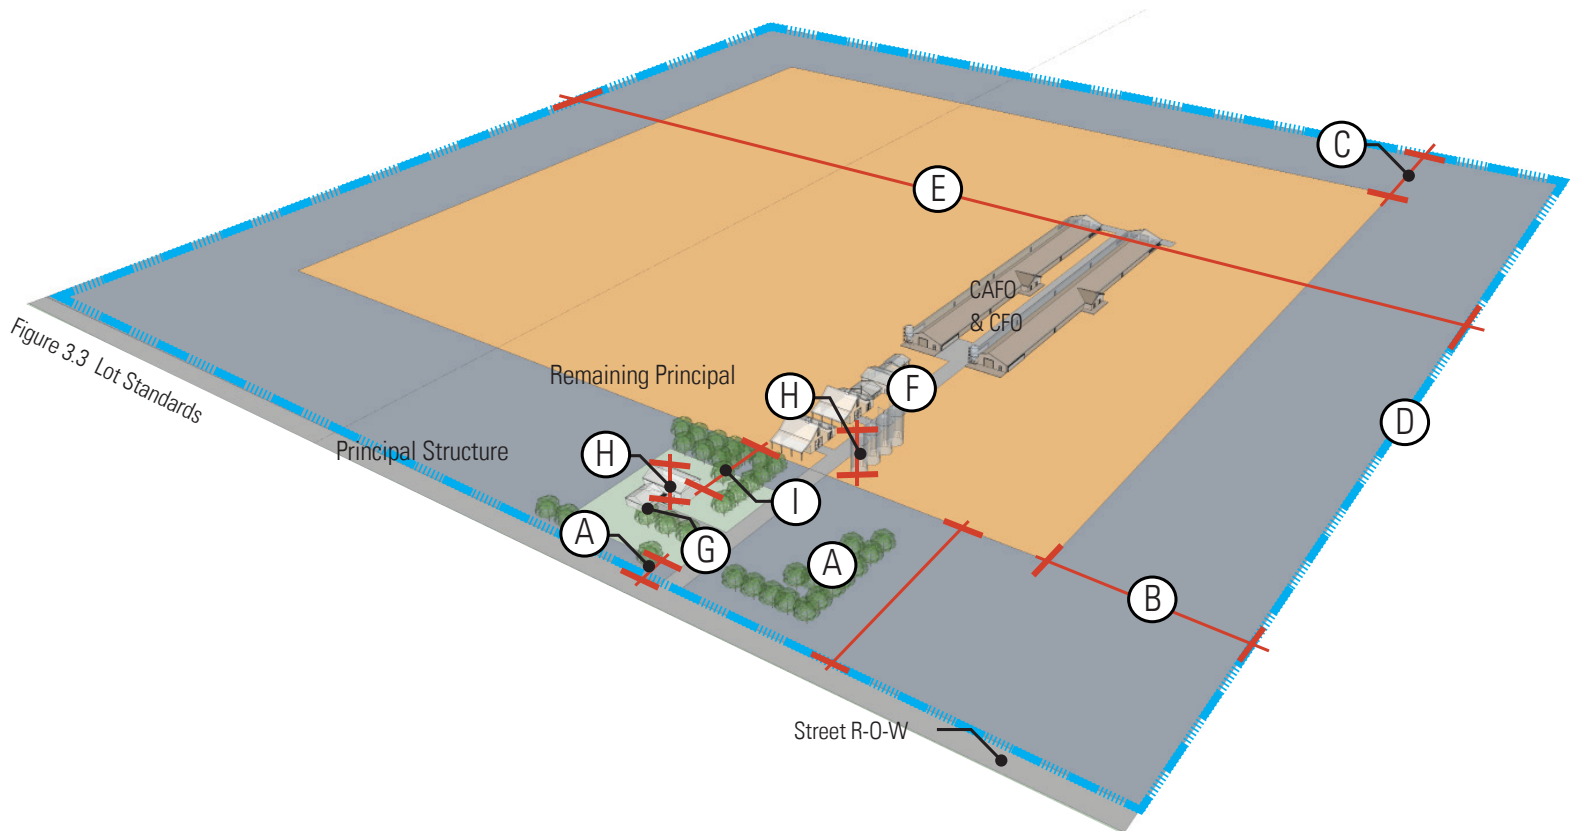 C
E
CAFO
& CFO
Figure 3.3 Lot Standards
Remaining Principal
F
H
D
Principal Structure
H
I
A
G
A
B
Street R-O-W